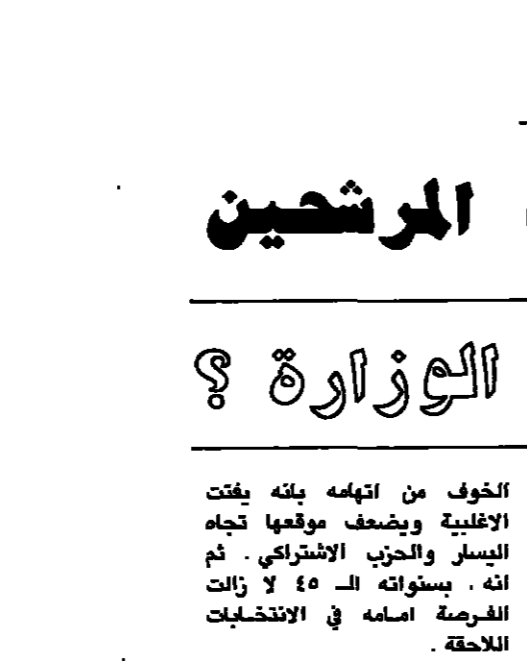 المرشحين
الوزارة ؟
الخوف من اتهامه بانه يفتت
الاغلبية ويضعف موقعها تجاه
اليسار والحزب الاشتراكي . ثم
انه ، بسنواته الــ ٤٥ لا زالت
الفرصة امامه في الانتخابات
اللاحقة .